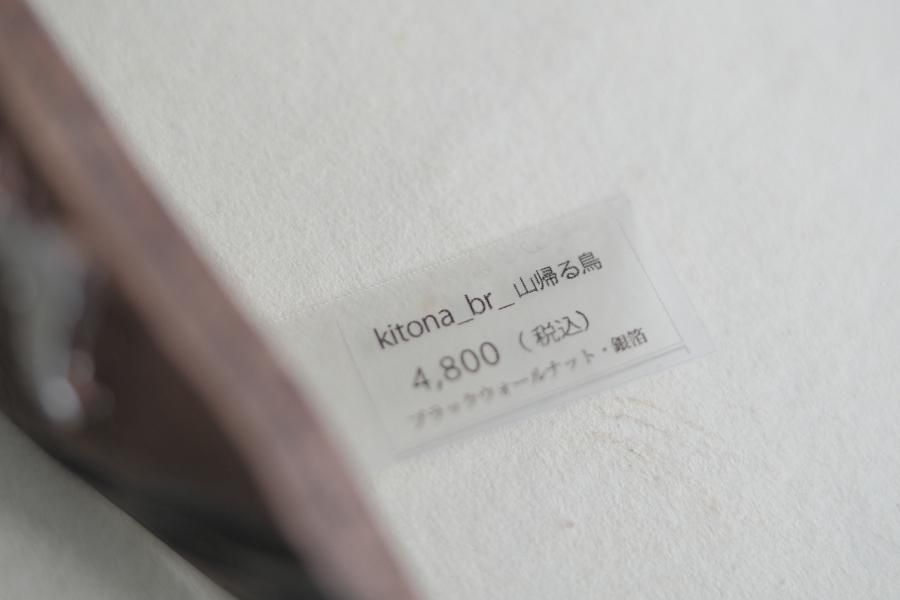 kitona_br_山帰る鳥
4,800 (税込)
ブラックウォールナット・銀箔